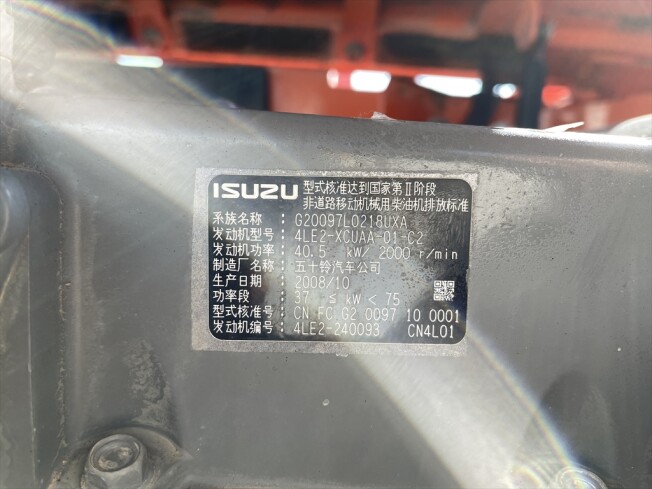 ISUZU 型式核准达到国家第Ⅱ阶段
非道路移动机械用柴油机排放标准
系族名称 : G20097L0218UXA
发动机型号 : 4LE2-XCUAA-01-C2
发动机功率 : 40.5 kW/ 2000 r/min
制造厂名称 : 五十铃汽车公司
生产日期 : 2008/10
功率段 : 37 ≤ kW < 75
型式核准号 : CN FC G2 0097 10 0001
发动机编号 : 4LE2-240093 CN4L01